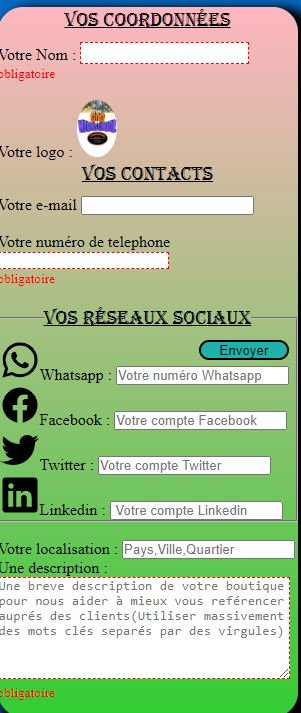 Vos coordonnées
Votre Nom :
obligatoire
Votre logo :
Vos contacts
Votre e-mail
Votre numéro de telephone
obligatoire
Vos réseaux sociaux
Envoyer
Whatsapp : Votre numéro Whatsapp
Facebook : Votre compte Facebook
Twitter : Votre compte Twitter
Linkedin : Votre compte Linkedin
Votre localisation : Pays,Ville,Quartier
Une description :
Une breve description de votre boutique
pour nous aider à mieux vous reférencer
auprés des clients(Utiliser massivement
des mots clés separés par des virgules)
obligatoire